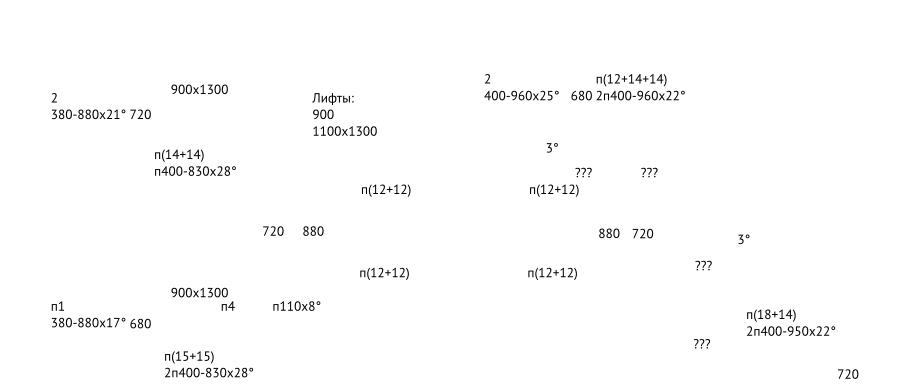 2
п(12+14+14)
900x1300
400-960x25° 680 2п400-960x22°
2
Лифты:
380-880x21° 720
900
1100x1300
3°
п(14+14)
п400-830x28°
??? ???
п(12+12) п(12+12)
720 880
880 720
3°
???
п(12+12) п(12+12)
900x1300
п1 п4 п110x8°
380-880x17° 680
п(18+14)
2п400-950x22°
???
п(15+15)
2п400-830x28°
720